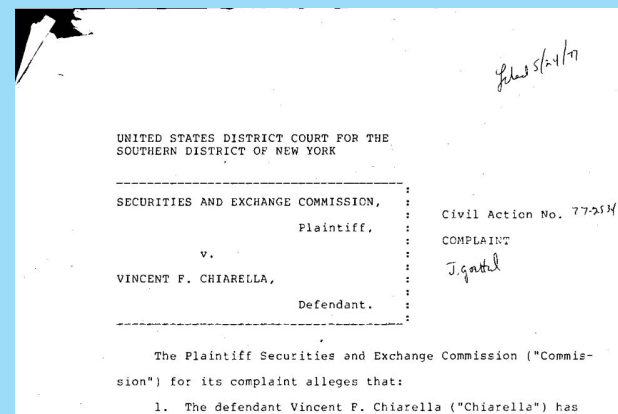 Filed 5/24/77
UNITED STATES DISTRICT COURT FOR THE
SOUTHERN DISTRICT OF NEW YORK
SECURITIES AND EXCHANGE COMMISSION, :
Plaintiff, : Civil Action No. 77-2534
v. : COMPLAINT
VINCENT F. CHIARELLA, :
Defendant. :
The Plaintiff Securities and Exchange Commission ("Commis-
sion") for its complaint alleges that:
1. The defendant Vincent F. Chiarella ("Chiarella") has